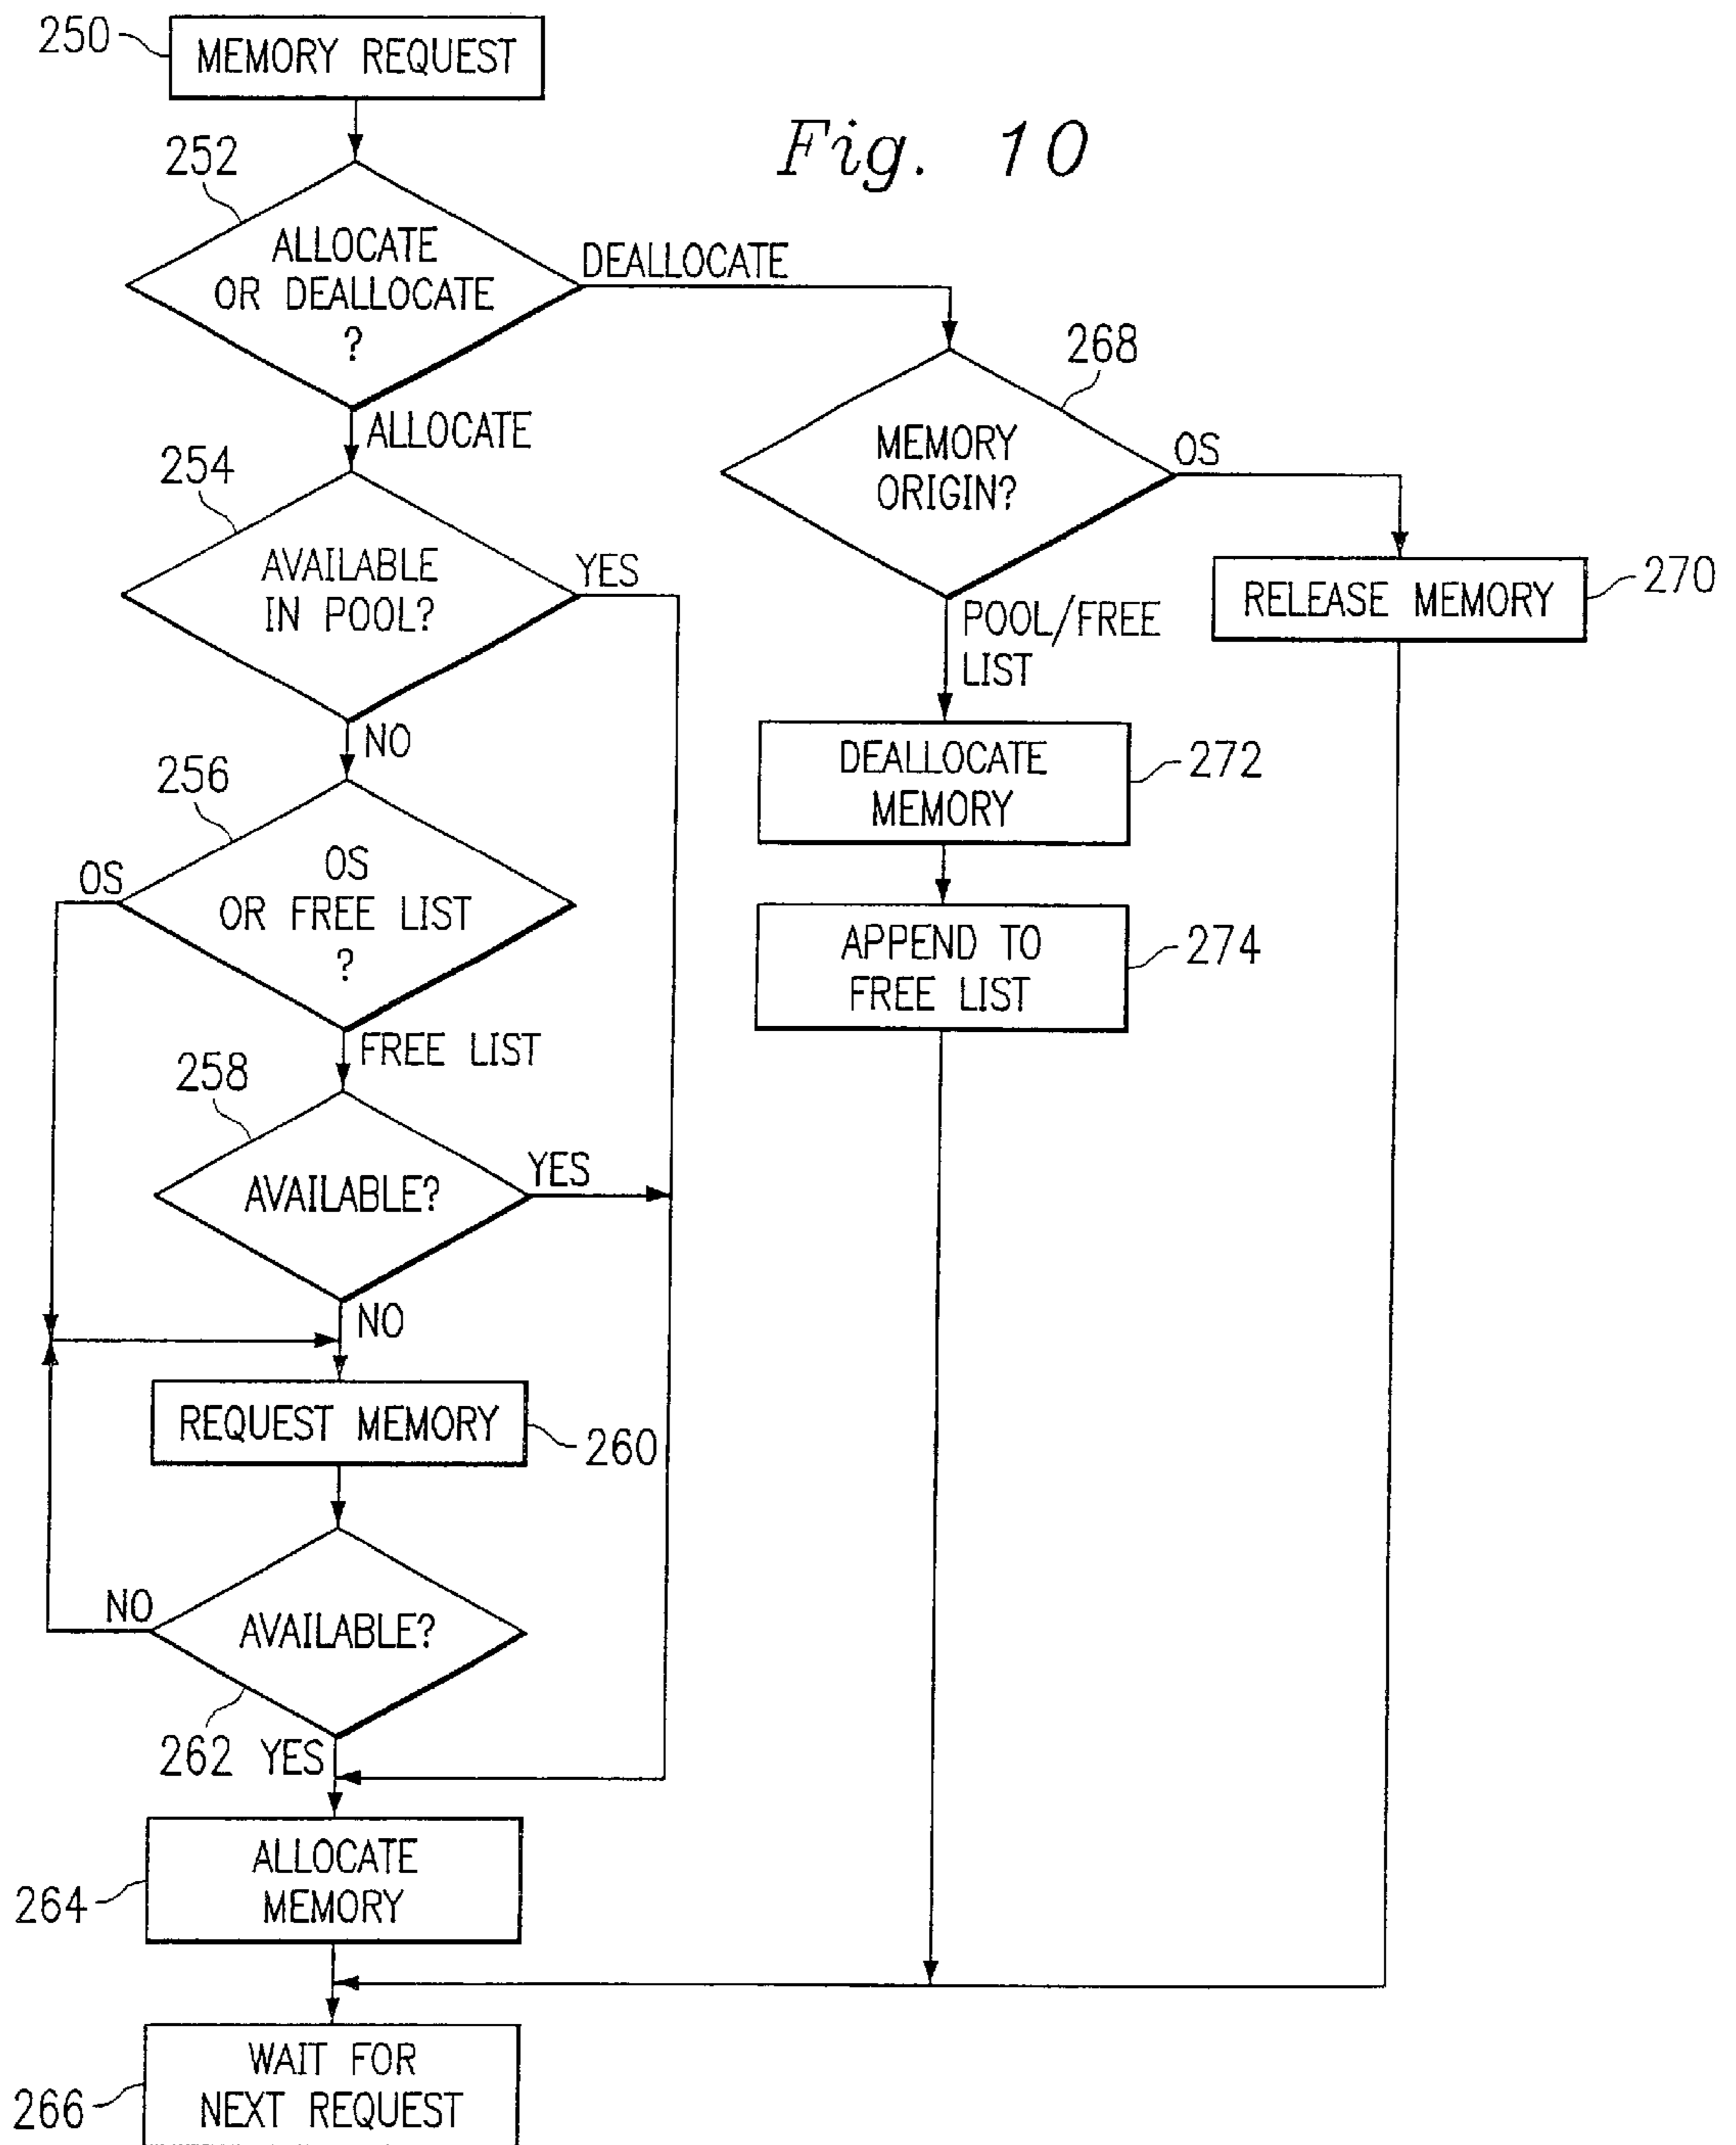 250
MEMORY REQUEST
Fig. 10
252
ALLOCATE
OR DEALLOCATE
?
DEALLOCATE
ALLOCATE
268
MEMORY
ORIGIN?
OS
254
AVAILABLE
IN POOL?
YES
RELEASE MEMORY
270
POOL/FREE
LIST
NO
DEALLOCATE
MEMORY
272
256
OS
OS
OR FREE LIST
?
APPEND TO
FREE LIST
274
FREE LIST
258
AVAILABLE?
YES
NO
REQUEST MEMORY
260
NO
AVAILABLE?
262
YES
ALLOCATE
MEMORY
264
WAIT FOR
NEXT REQUEST
266